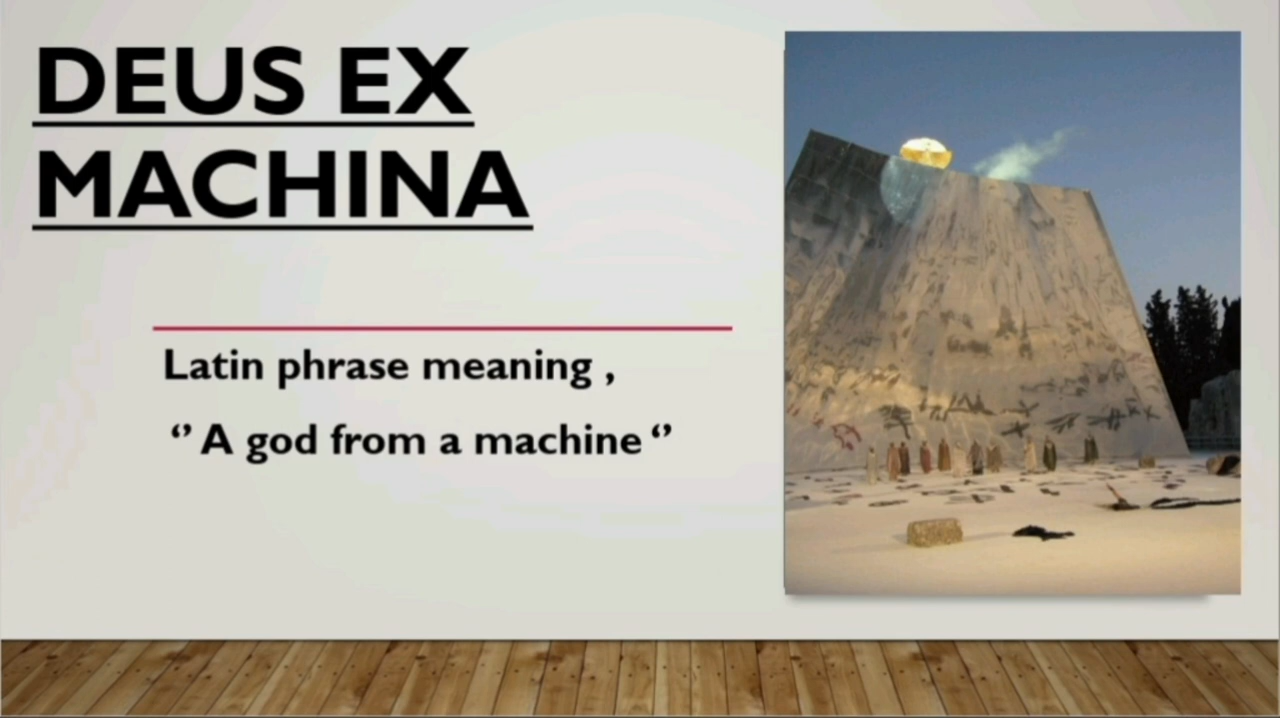 DEUS EX
MACHINA
Latin phrase meaning ,
‘’ A god from a machine ‘’